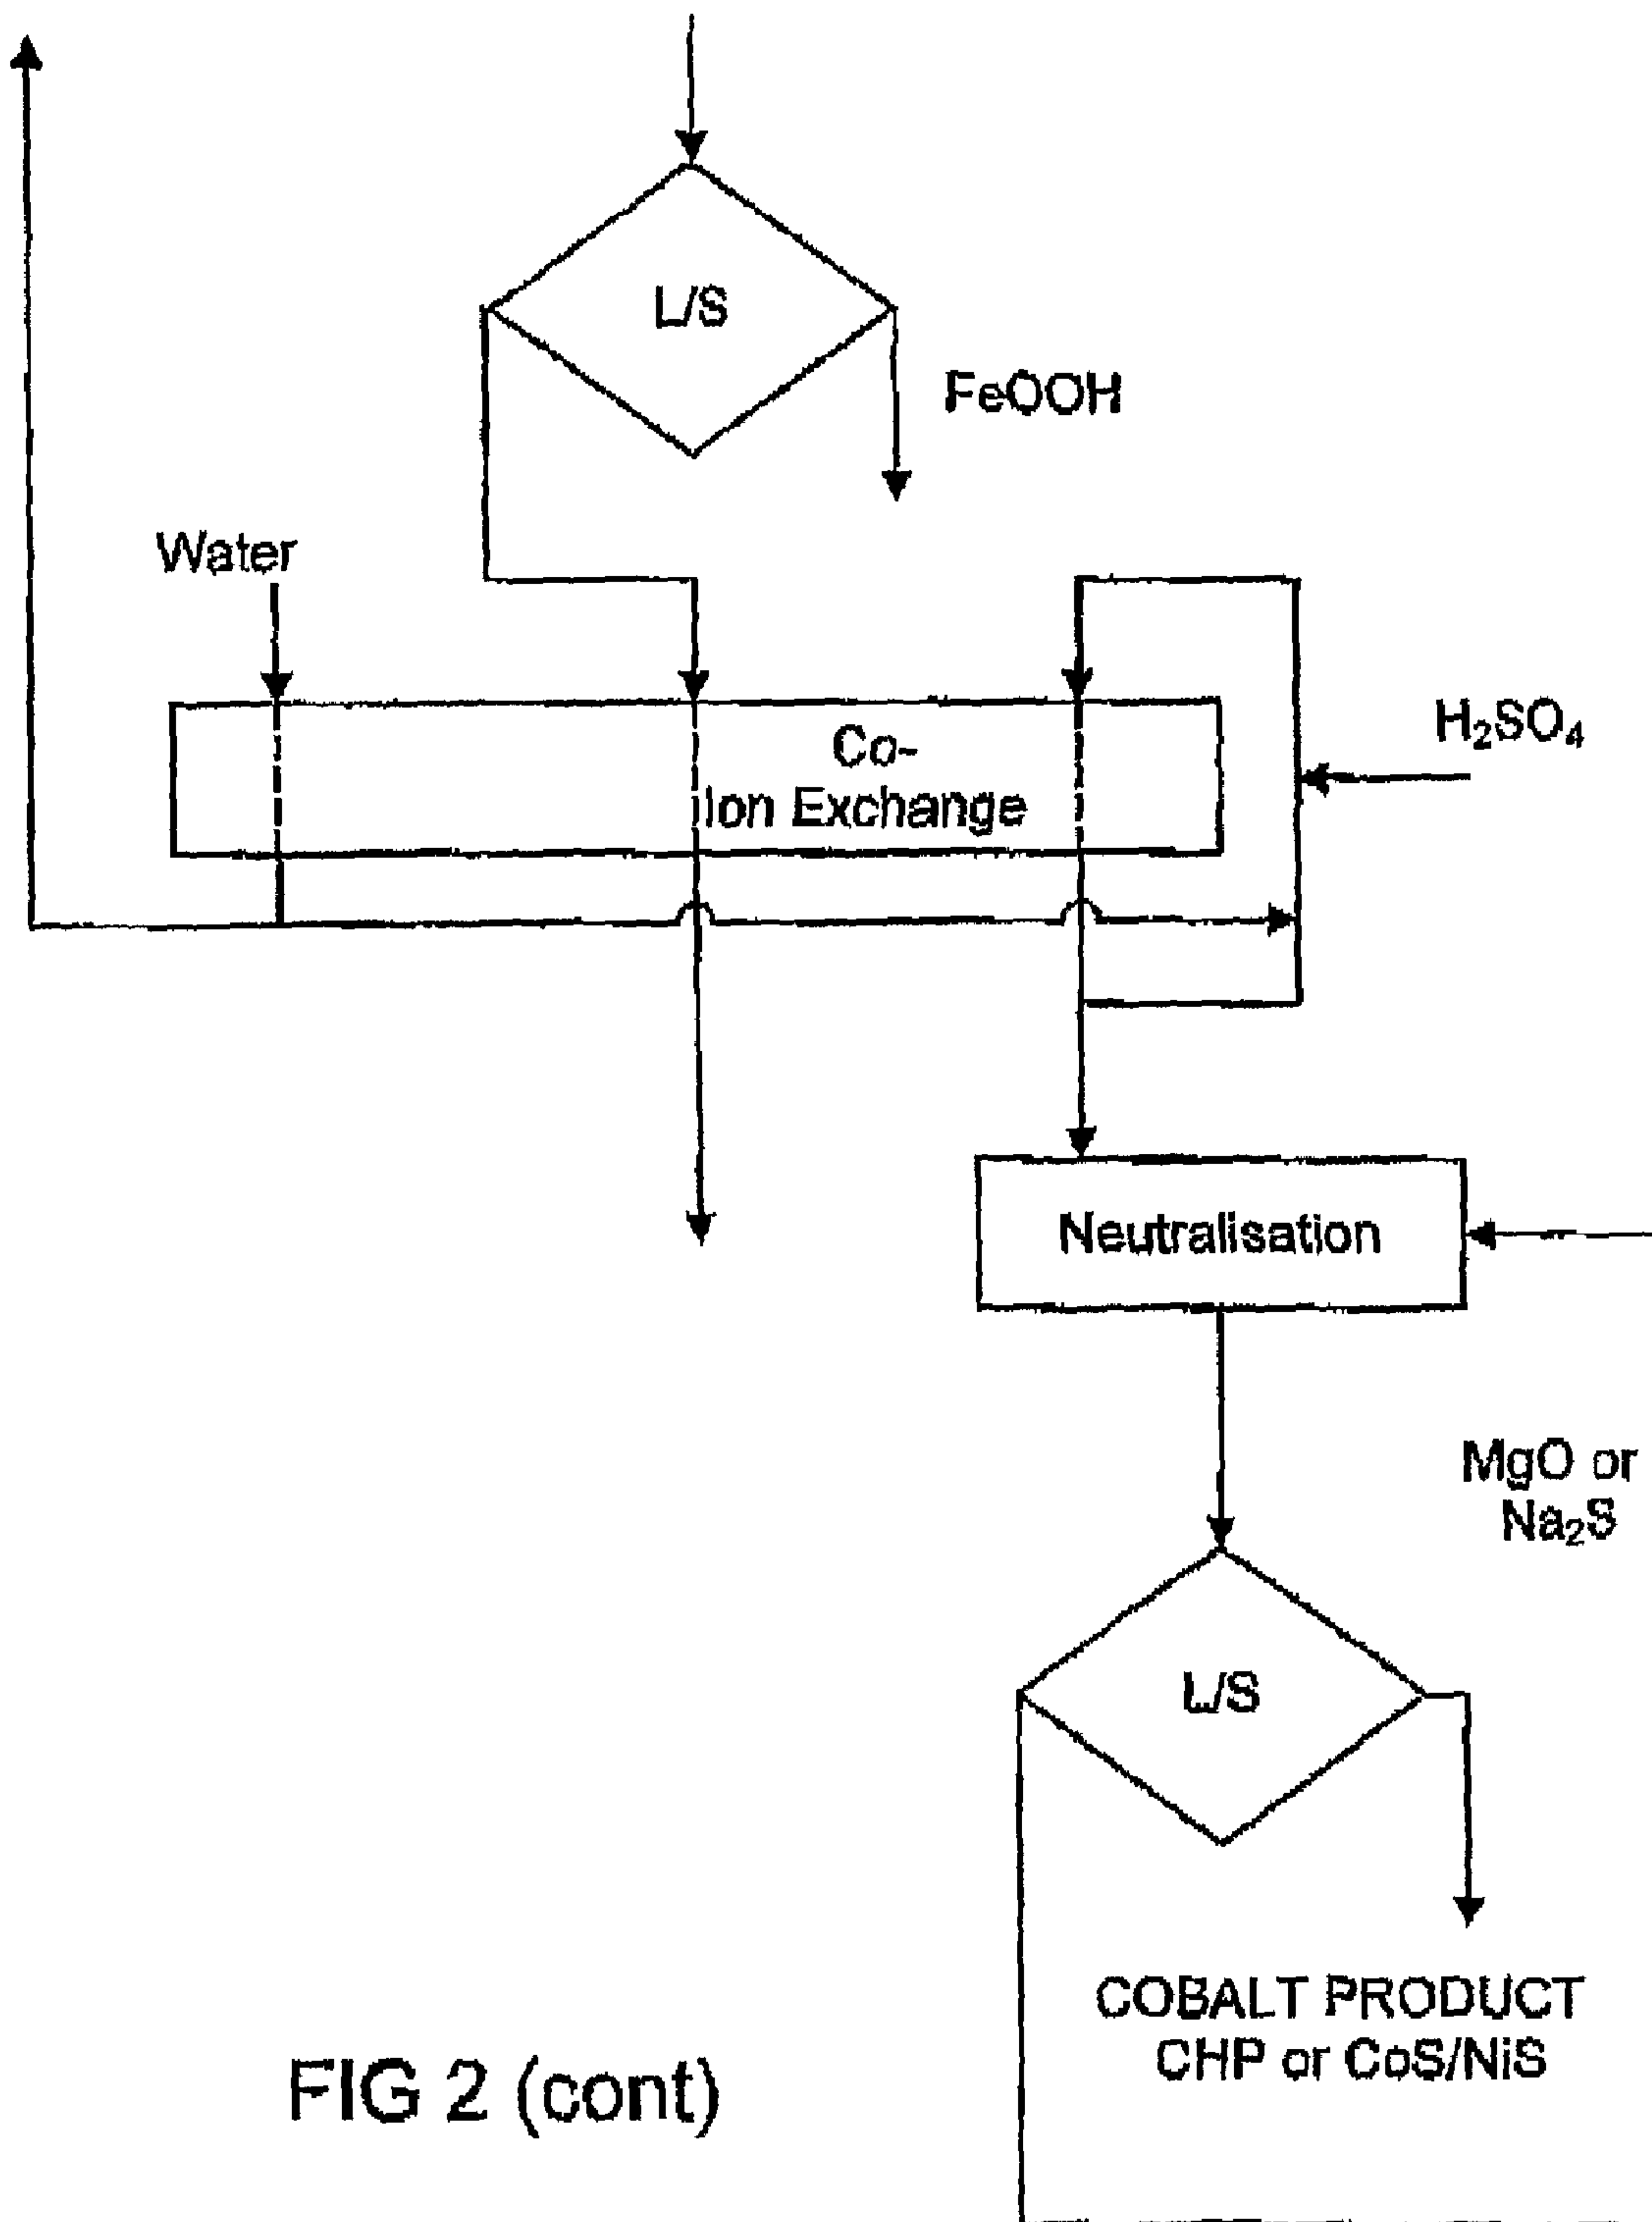 L/S
FeOOH
Water
H₂SO₄
Co-
Ion Exchange
Neutralisation
MgO or
Na₂S
L/S
COBALT PRODUCT
CHP or CoS/NiS
FIG 2 (cont)